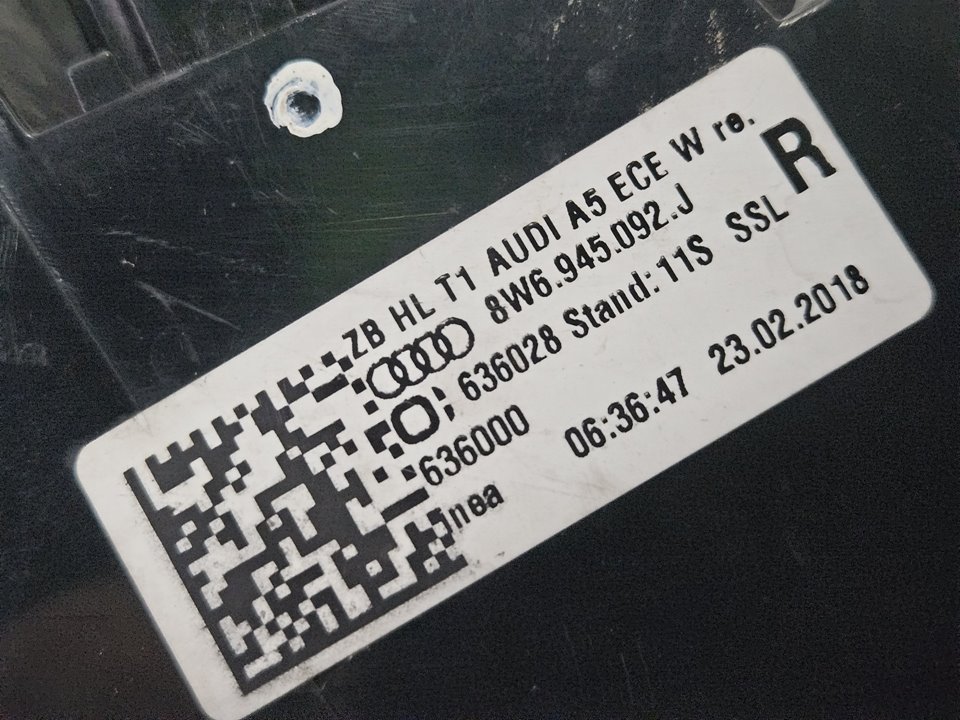 ZB HL T1 AUDI A5 ECE W re.
8W6.945.092.J
R
636028 Stand: 11S SSL
636000
06:36:47 23.02.2018